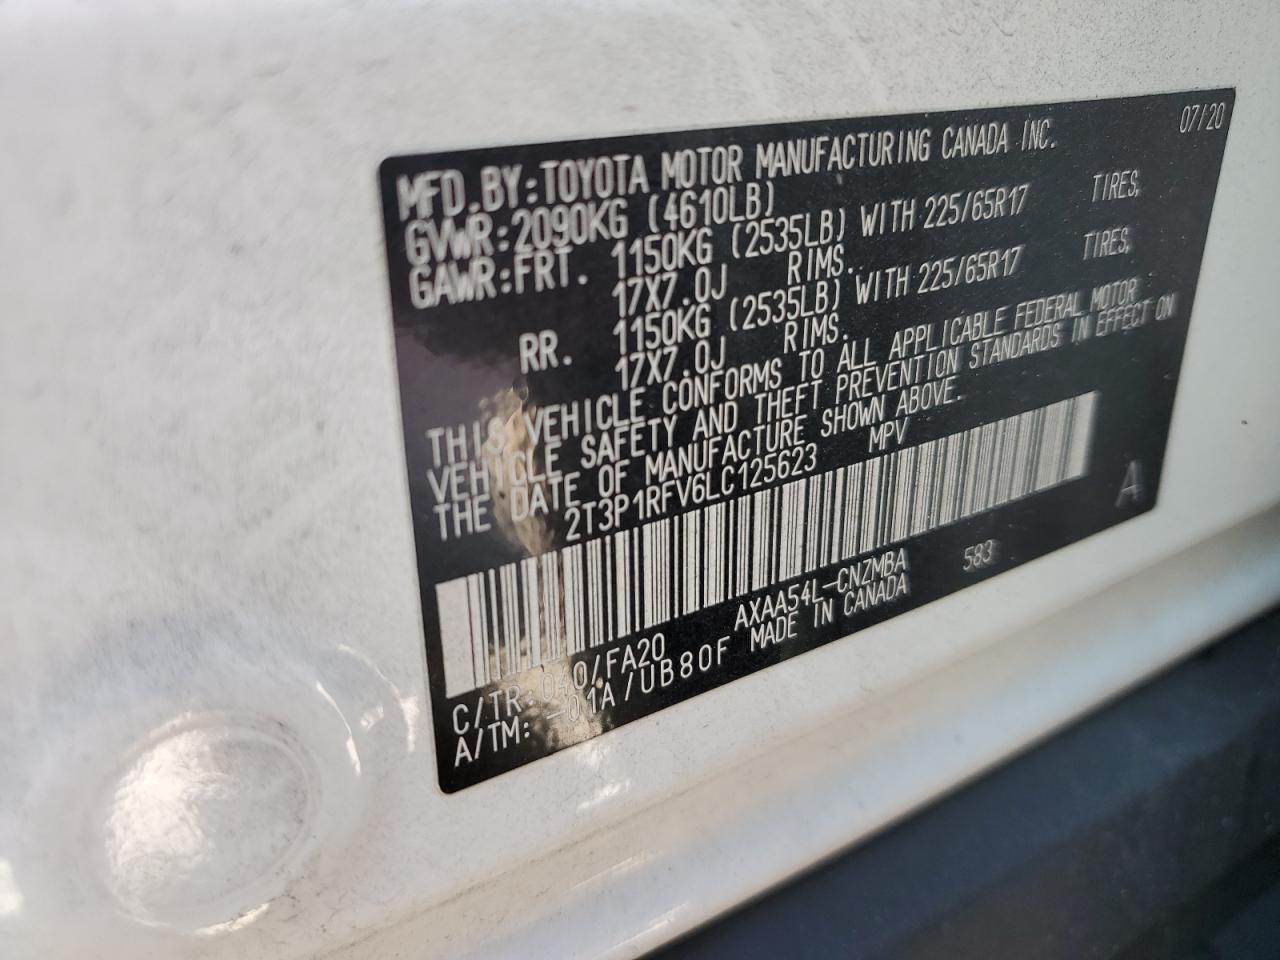 07/20
MFD.BY:TOYOTA MOTOR MANUFACTURING CANADA INC.
GVWR:2090KG (4610LB)
GAWR:FRT. 1150KG (2535LB) WITH 225/65R17 TIRES,
17X7.0J RIMS.
RR. 1150KG (2535LB) WITH 225/65R17 TIRES,
17X7.0J RIMS.
THIS VEHICLE CONFORMS TO ALL APPLICABLE FEDERAL MOTOR
VEHICLE SAFETY AND THEFT PREVENTION STANDARDS IN EFFECT ON
THE DATE OF MANUFACTURE SHOWN ABOVE.
2T3P1RFV6LC125623 MPV
A
C/TR:040/FA20 AXAA54L-CNZMBA 583
A/TM:-01A/UB80F MADE IN CANADA